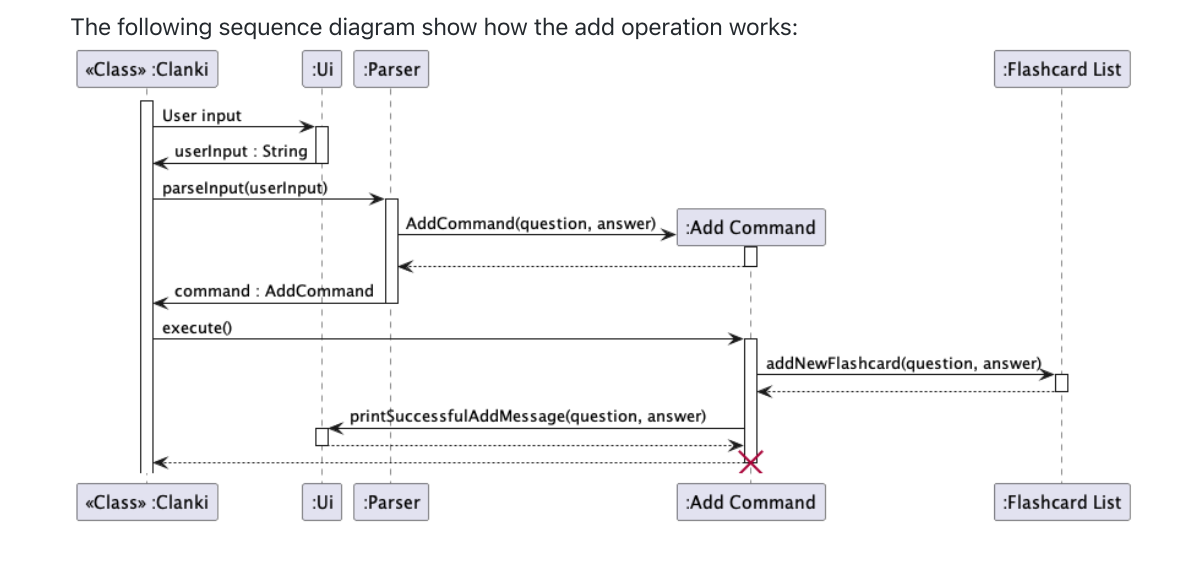 The following sequence diagram show how the add operation works:
«Class» :Clanki
:Ui
:Parser
:Flashcard List
User input
userInput : String
parseInput(userInput)
AddCommand(question, answer)
:Add Command
command : AddCommand
execute()
addNewFlashcard(question, answer)
printSuccessfulAddMessage(question, answer)
«Class» :Clanki
:Ui
:Parser
:Add Command
:Flashcard List